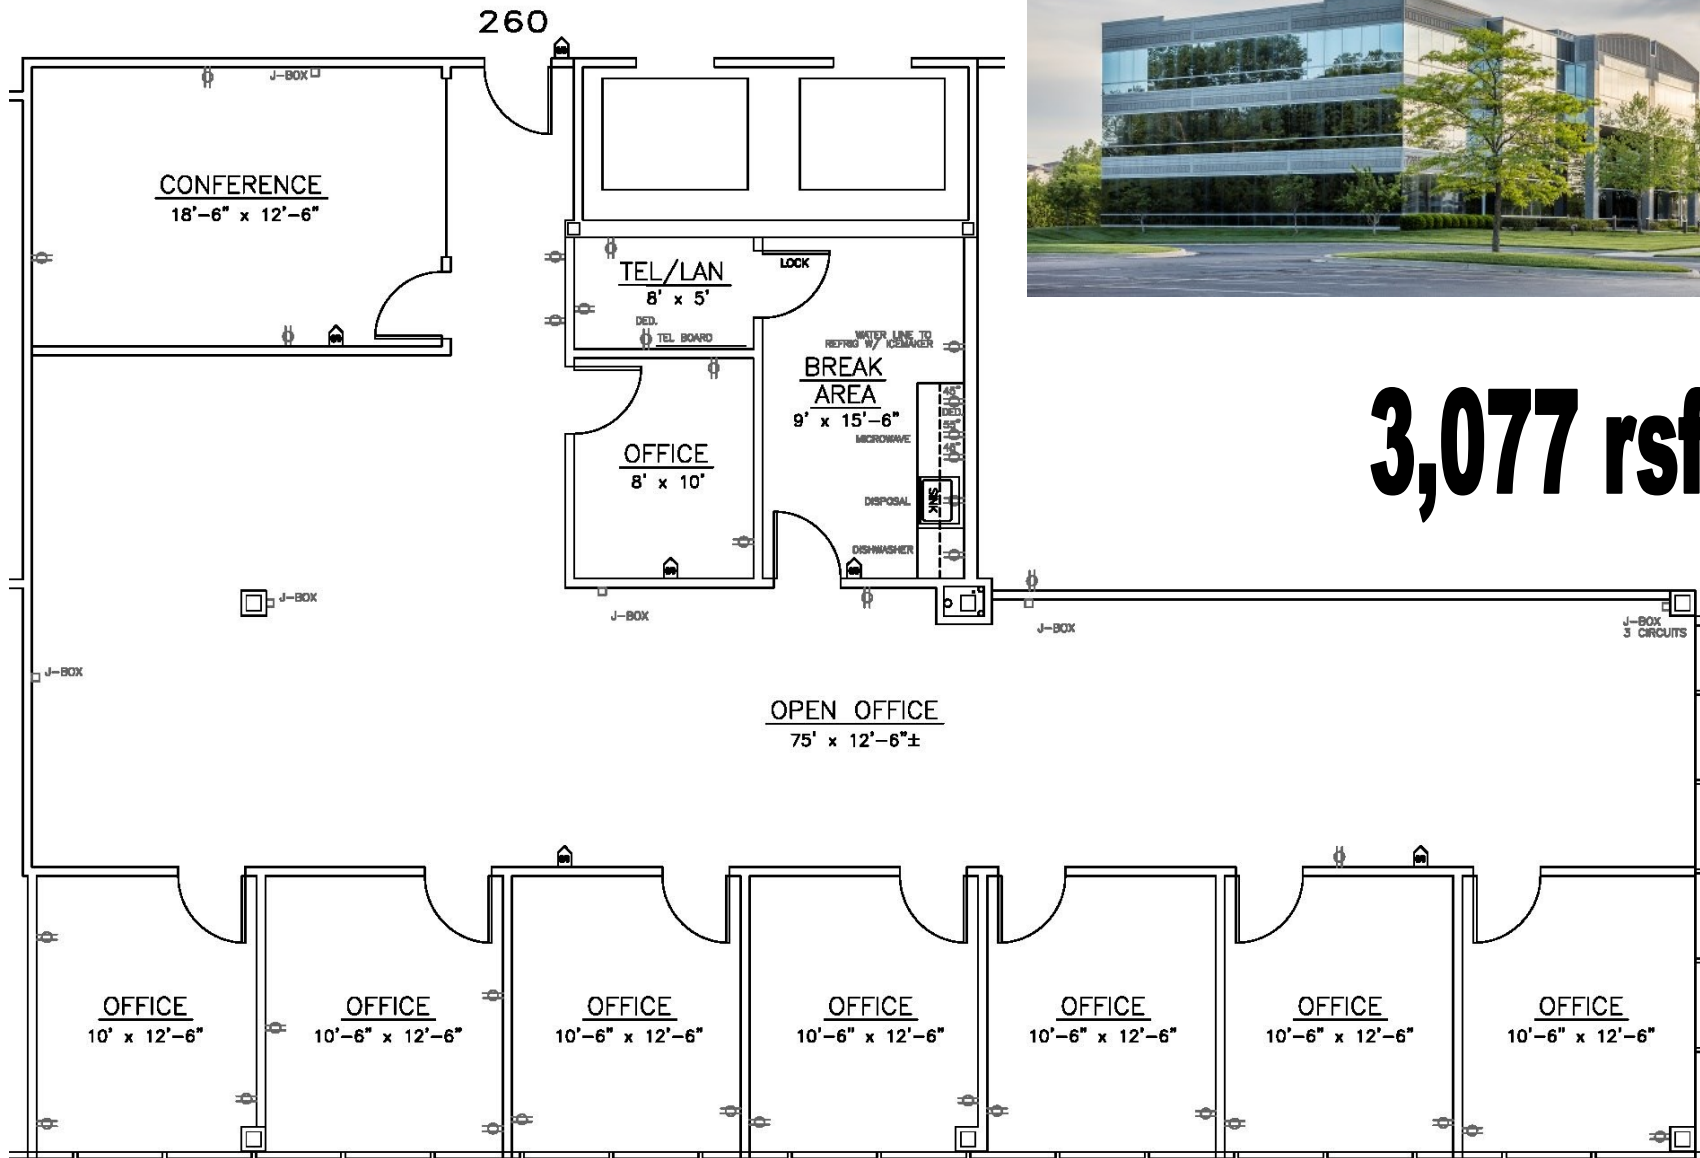 260
J-BOX
CONFERENCE
18'-6" x 12'-6"
LOCK
TEL/LAN
8' x 5'
DED.
TEL BOARD
WATER LINE TO
REFRIG W/ ICEMAKER
BREAK
AREA
9' x 15'-6"
45"
DED.
MICROWAVE
3,077 rsf
OFFICE
8' x 10'
DISPOSAL
SINK
DISHWASHER
J-BOX
J-BOX
J-BOX
J-BOX
3 CIRCUITS
J-BOX
OPEN OFFICE
75' x 12'-6"±
OFFICE
10' x 12'-6"
OFFICE
10'-6" x 12'-6"
OFFICE
10'-6" x 12'-6"
OFFICE
10'-6" x 12'-6"
OFFICE
10'-6" x 12'-6"
OFFICE
10'-6" x 12'-6"
OFFICE
10'-6" x 12'-6"